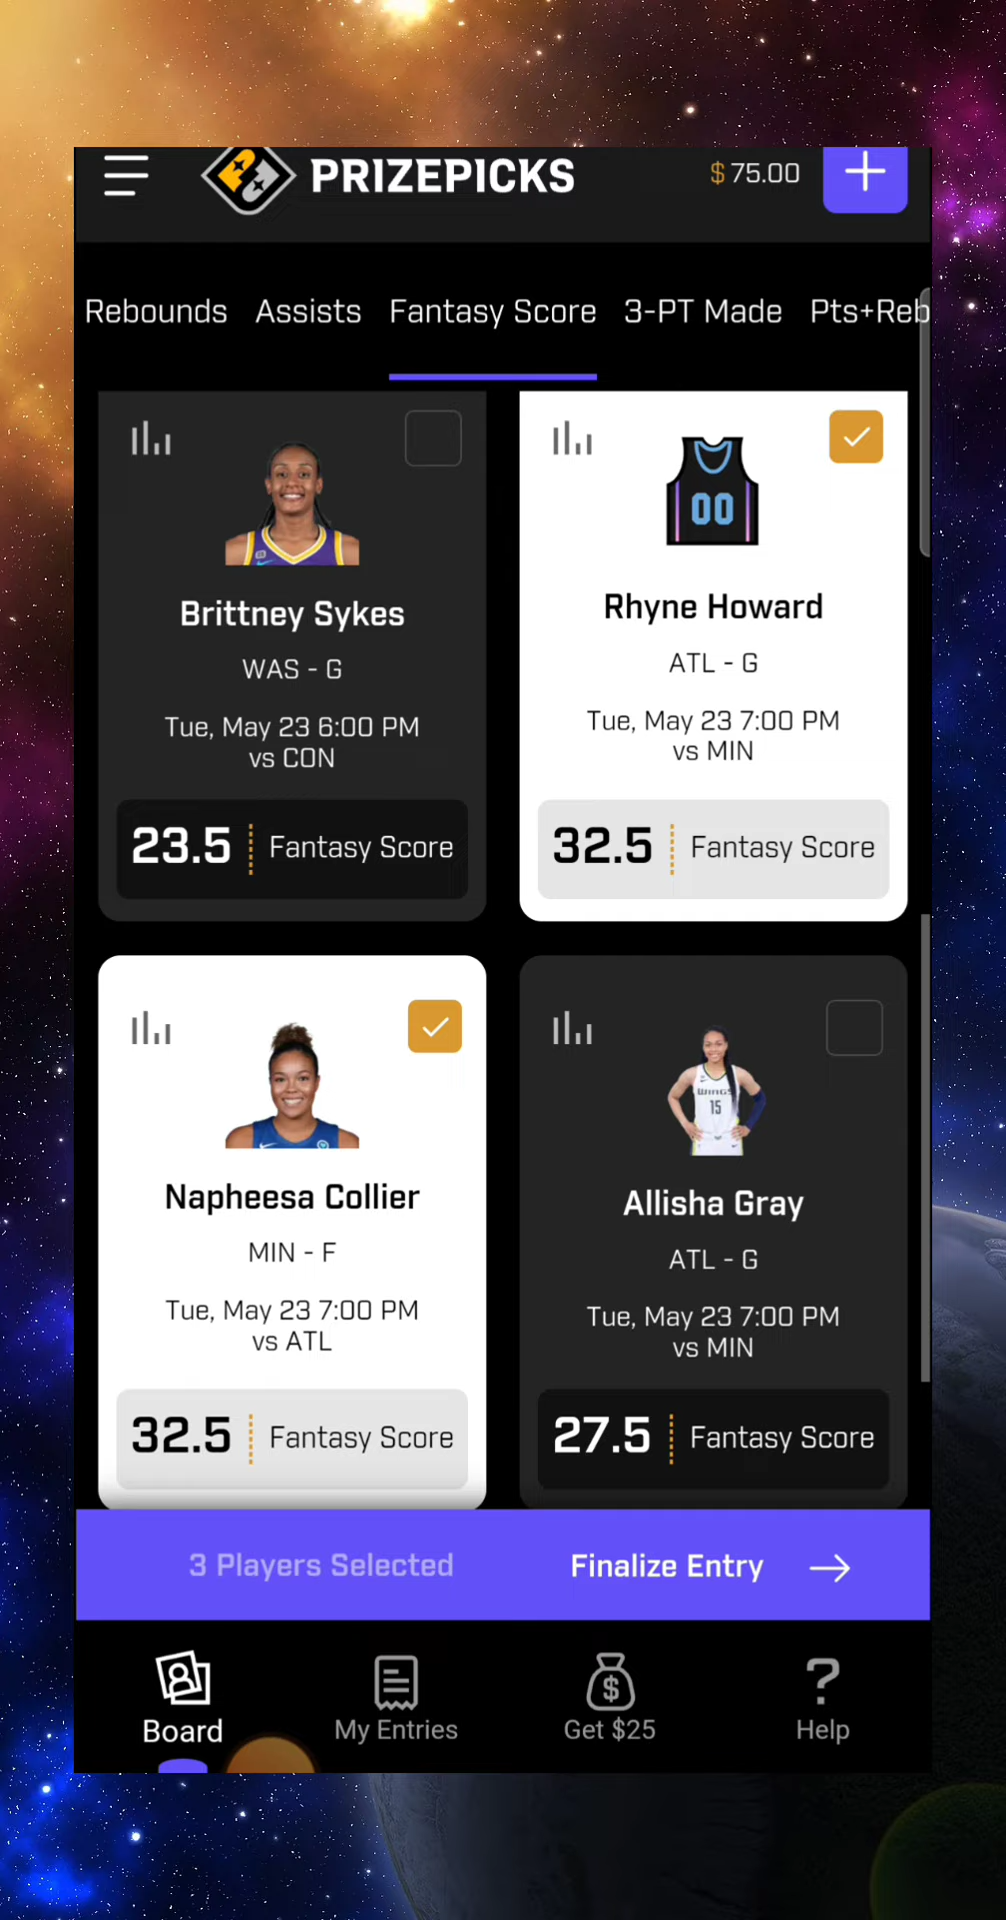 PRIZEPICKS
$ 75.00
Rebounds Assists Fantasy Score 3-PT Made Pts+Reb
Brittney Sykes
WAS - G
Tue, May 23 6:00 PM
vs CON
23.5 Fantasy Score
00
Rhyne Howard
ATL - G
Tue, May 23 7:00 PM
vs MIN
32.5 Fantasy Score
Napheesa Collier
MIN - F
Tue, May 23 7:00 PM
vs ATL
32.5 Fantasy Score
WINGS
15
Allisha Gray
ATL - G
Tue, May 23 7:00 PM
vs MIN
27.5 Fantasy Score
3 Players Selected Finalize Entry
Board My Entries Get $25 Help